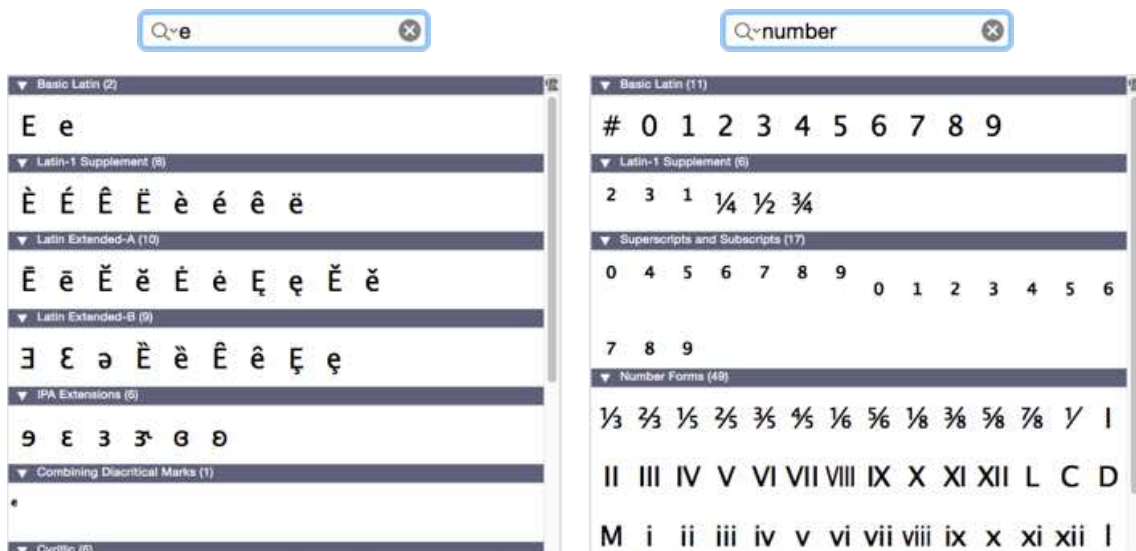 e
Basic Latin (2)
E e
Latin-1 Supplement (8)
È É Ê Ë è é ê ë
Latin Extended-A (10)
Ē ē Ĕ ĕ Ė ė Ę ę Ě ě
Latin Extended-B (9)
Ǝ Ɛ ə Ȅ ȅ Ȇ ȇ Ȩ ȩ
IPA Extensions (6)
ɘ ɛ ɜ ɝ ɞ ʚ
Combining Diacritical Marks (1)
ͤ
Cyrillic (6)
number
Basic Latin (11)
# 0 1 2 3 4 5 6 7 8 9
Latin-1 Supplement (6)
² ³ ¹ ¼ ½ ¾
Superscripts and Subscripts (17)
⁰ ⁴ ⁵ ⁶ ⁷ ⁸ ⁹ ₀ ₁ ₂ ₃ ₄ ₅ ₆
₇ ₈ ₉
Number Forms (49)
⅓ ⅔ ⅕ ⅖ ⅗ ⅘ ⅙ ⅚ ⅛ ⅜ ⅝ ⅞ ⅟ Ⅰ
Ⅱ Ⅲ Ⅳ Ⅴ Ⅵ Ⅶ Ⅷ Ⅸ Ⅹ Ⅺ Ⅻ Ⅼ Ⅽ Ⅾ
Ⅿ ⅰ ⅱ ⅲ ⅳ ⅴ ⅵ ⅶ ⅷ ⅸ ⅹ ⅺ ⅻ ⅼ